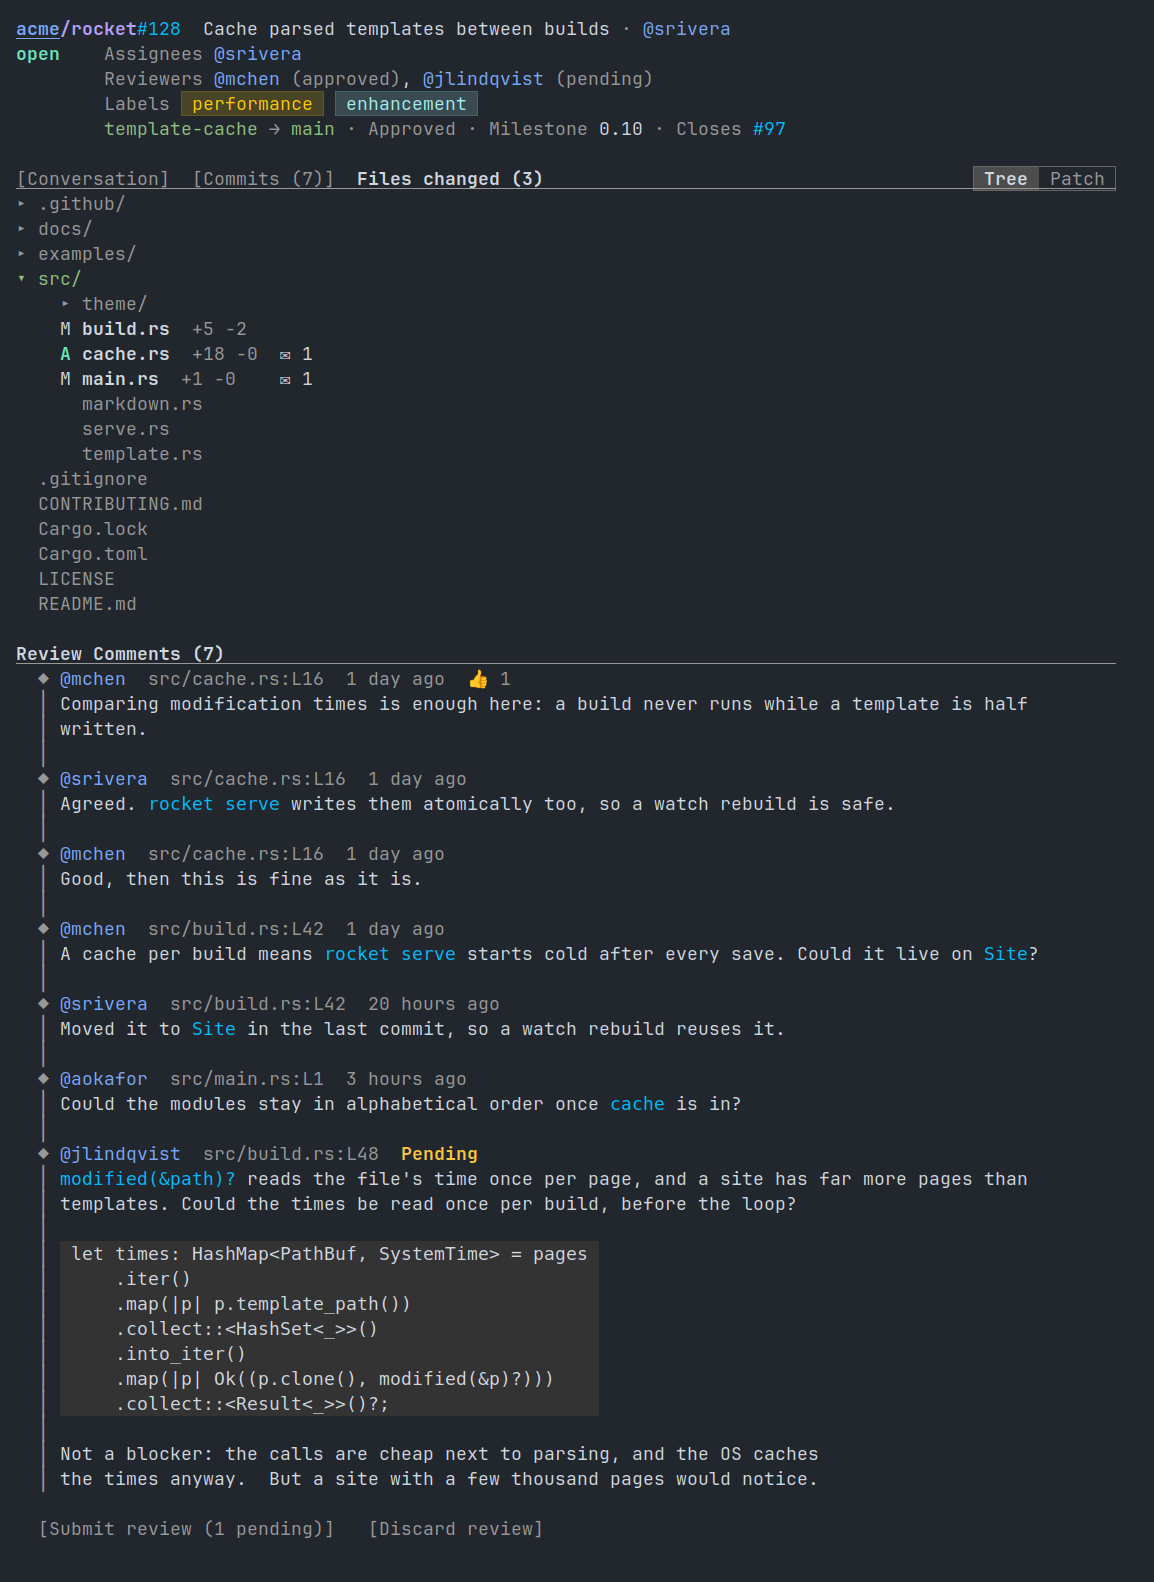 acme/rocket#128  Cache parsed templates between builds · @srivera
open    Assignees @srivera
Reviewers @mchen (approved), @jlindqvist (pending)
Labels  performance   enhancement
template-cache → main · Approved · Milestone 0.10 · Closes #97
[Conversation]  [Commits (7)]  Files changed (3)  Tree  Patch
▸ .github/
▸ docs/
▸ examples/
▾ src/
▸ theme/
M build.rs  +5 -2
A cache.rs  +18 -0  ✉ 1
M main.rs  +1 -0    ✉ 1
markdown.rs
serve.rs
template.rs
.gitignore
CONTRIBUTING.md
Cargo.lock
Cargo.toml
LICENSE
README.md
Review Comments (7)
◆ @mchen  src/cache.rs:L16  1 day ago  👍 1
Comparing modification times is enough here: a build never runs while a template is half
written.
◆ @srivera  src/cache.rs:L16  1 day ago
Agreed. rocket serve writes them atomically too, so a watch rebuild is safe.
◆ @mchen  src/cache.rs:L16  1 day ago
Good, then this is fine as it is.
◆ @mchen  src/build.rs:L42  1 day ago
A cache per build means rocket serve starts cold after every save. Could it live on Site?
◆ @srivera  src/build.rs:L42  20 hours ago
Moved it to Site in the last commit, so a watch rebuild reuses it.
◆ @aokafor  src/main.rs:L1  3 hours ago
Could the modules stay in alphabetical order once cache is in?
◆ @jlindqvist  src/build.rs:L48  Pending
modified(&path)? reads the file's time once per page, and a site has far more pages than
templates. Could the times be read once per build, before the loop?
let times: HashMap<PathBuf, SystemTime> = pages
    .iter()
    .map(|p| p.template_path())
    .collect::<HashSet<_>>()
    .into_iter()
    .map(|p| Ok((p.clone(), modified(&p)?)))
    .collect::<Result<_>>()?;
Not a blocker: the calls are cheap next to parsing, and the OS caches
the times anyway.  But a site with a few thousand pages would notice.
[Submit review (1 pending)]   [Discard review]